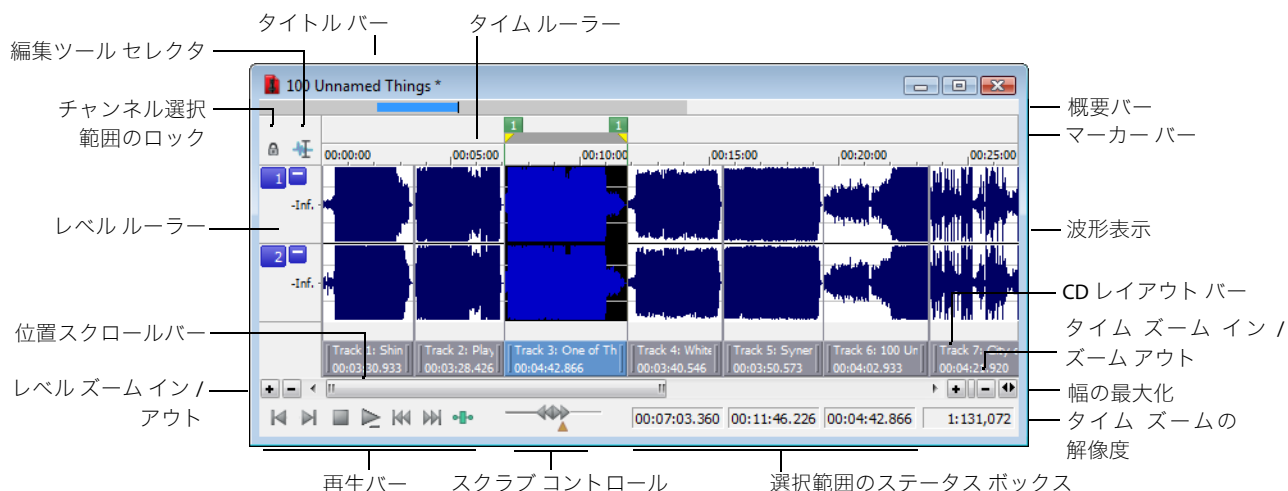 タイトル バー
タイム ルーラー
編集ツール セレクタ
チャンネル選択
範囲のロック
レベル ルーラー
位置スクロールバー
レベル ズーム イン /
アウト
100 Unnamed Things *
1 1
00:00:00 00:05:00 00:10:00 00:15:00 00:20:00 00:25:00
1
-Inf.
2
-Inf.
Track 1: Shin Track 2: Play Track 3: One of Th Track 4: White Track 5: Syner Track 6: 100 Un Track 7: City
00:03:30.933 00:03:28.426 00:04:42.866 00:03:40.546 00:03:50.573 00:04:02.933
00:07:03.360 00:11:46.226 00:04:42.866 1:131,072
概要バー
マーカー バー
波形表示
CD レイアウト バー
タイム ズーム イン /
ズーム アウト
幅の最大化
タイム ズームの
解像度
再生バー
スクラブ コントロール
選択範囲のステータス ボックス